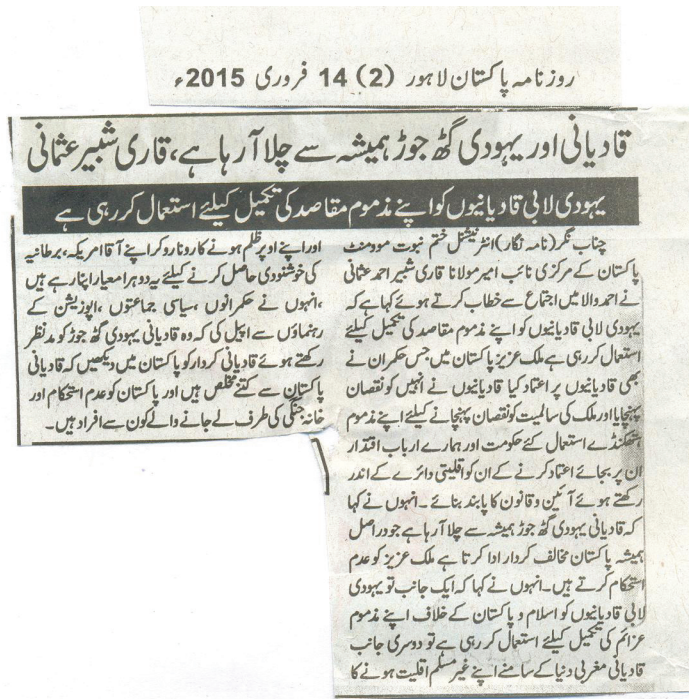 روزنامہ پاکستان لاہور (2) 14 فروری 2015ء
قادیانی اور یہودی گٹھ جوڑ ہمیشہ سے چلا آ رہا ہے، قاری شبیر عثمانی
یہودی لابی قادیانیوں کو اپنے مذموم مقاصد کی تکمیل کیلئے استعمال کر رہی ہے
چناب نگر (نامہ نگار) انٹرنیشنل ختم نبوت موومنٹ
پاکستان کے مرکزی نائب امیر مولانا قاری شبیر احمد عثمانی
نے احمد والا میں اجتماع سے خطاب کرتے ہوئے کہا ہے کہ
یہودی لابی قادیانیوں کو اپنے مذموم مقاصد کی تکمیل کیلئے
استعمال کر رہی ہے ملک عزیز پاکستان میں جس حکمران نے
بھی قادیانیوں پر اعتماد کیا قادیانیوں نے انہیں کو نقصان
پہنچایا اور ملک کی سالمیت کو نقصان پہنچانے کیلئے اپنے مذموم
ہتھکنڈے استعمال کئے حکومت اور ہمارے ارباب اقتدار
ان پر بجائے اعتماد کرنے کے ان کو اقلیتی دائرے کے اندر
رکھتے ہوئے آئین و قانون کا پابند بنائے۔ انہوں نے کہا
کہ قادیانی یہودی گٹھ جوڑ ہمیشہ سے چلا آ رہا ہے جو دراصل
ہمیشہ پاکستان مخالف کردار ادا کرتا ہے ملک عزیز کو عدم
استحکام کرتے ہیں۔ انہوں نے کہا کہ ایک جانب تو یہودی
لابی قادیانیوں کو اسلام و پاکستان کے خلاف اپنے مذموم
عزائم کی تکمیل کیلئے استعمال کر رہی ہے تو دوسری جانب
قادیانی مغربی دنیا کے سامنے اپنے غیر مسلم اقلیت ہونے کا
اور اپنے اوپر ظلم ہونے کا رونا رو کر اپنے آقا امریکہ، برطانیہ
کی خوشنودی حاصل کرنے کیلئے یہ دوہرا معیار اپنا رہے ہیں
،انہوں نے حکمرانوں، سیاسی جماعتوں، اپوزیشن کے
رہنماؤں سے اپیل کی کہ وہ قادیانی یہودی گٹھ جوڑ کو مدنظر
رکھتے ہوئے قادیانی کردار کو پاکستان میں دیکھیں کہ قادیانی
پاکستان سے کتنے مخلص ہیں اور پاکستان کو عدم استحکام اور
خانہ جنگی کی طرف لے جانے والے کون سے افراد ہیں۔